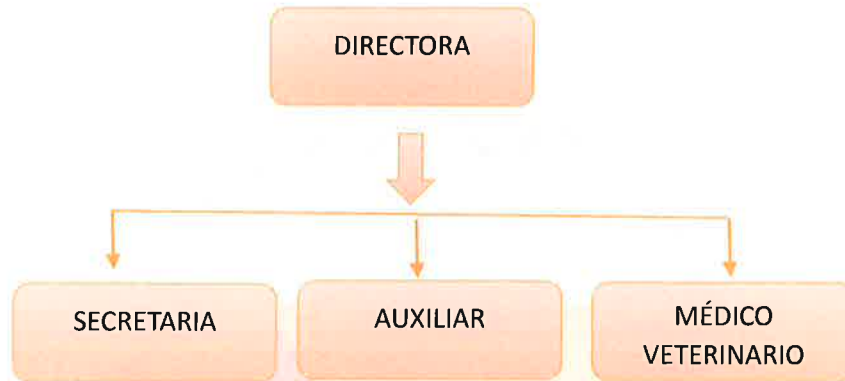 DIRECTORA
SECRETARIA
AUXILIAR
MÉDICO
VETERINARIO